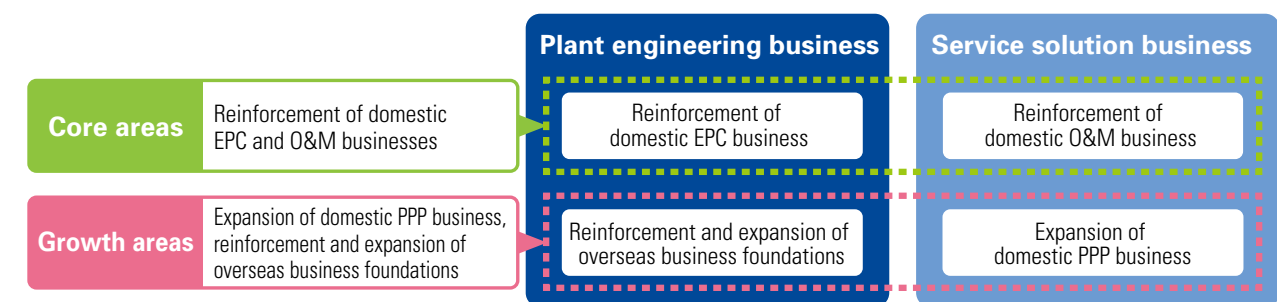 Plant engineering business
Service solution business
Core areas
Reinforcement of domestic
EPC and O&M businesses
Reinforcement of
domestic EPC business
Reinforcement of
domestic O&M business
Growth areas
Expansion of domestic PPP business,
reinforcement and expansion of
overseas business foundations
Reinforcement and expansion of
overseas business foundations
Expansion of
domestic PPP business